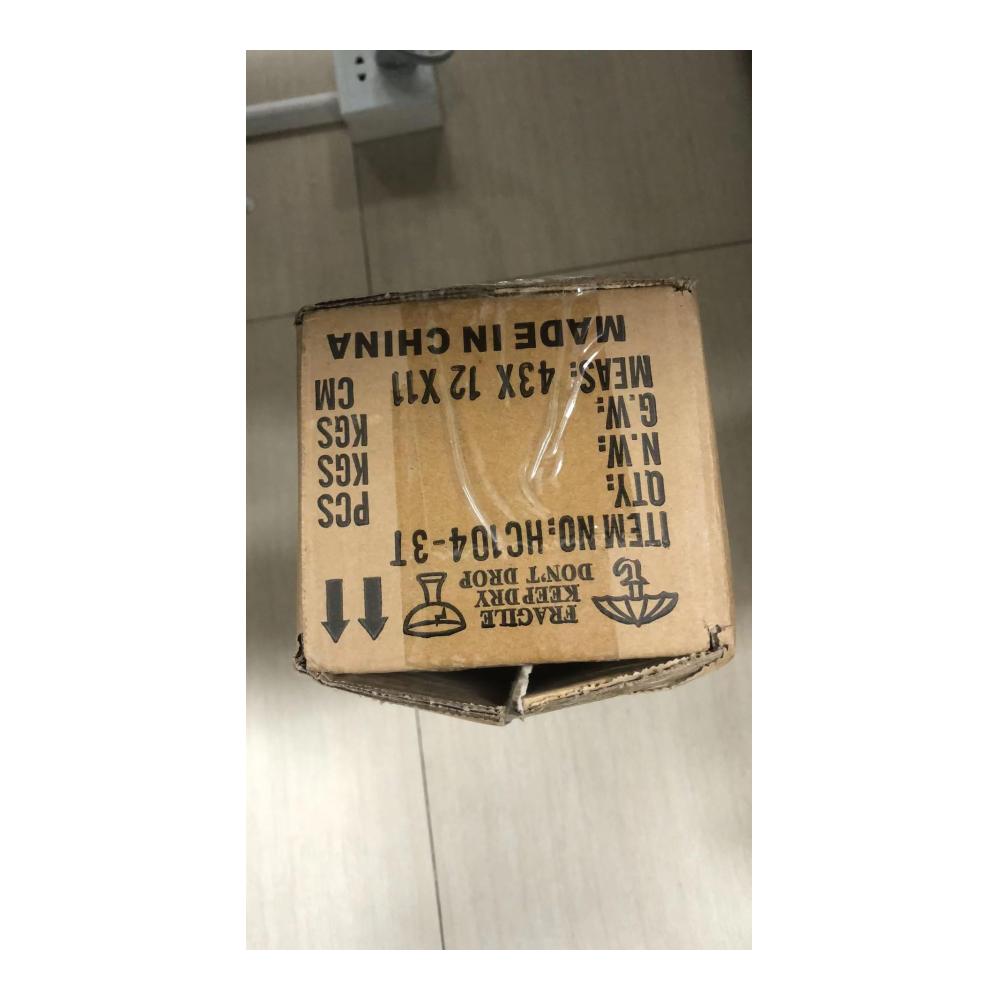 FRAGILE
KEEP DRY
DON'T DROP
ITEM NO:HC104-3T
QTY: PCS
N.W: KGS
G.W: KGS
MEAS: 43X 12 X11 CM
MADE IN CHINA